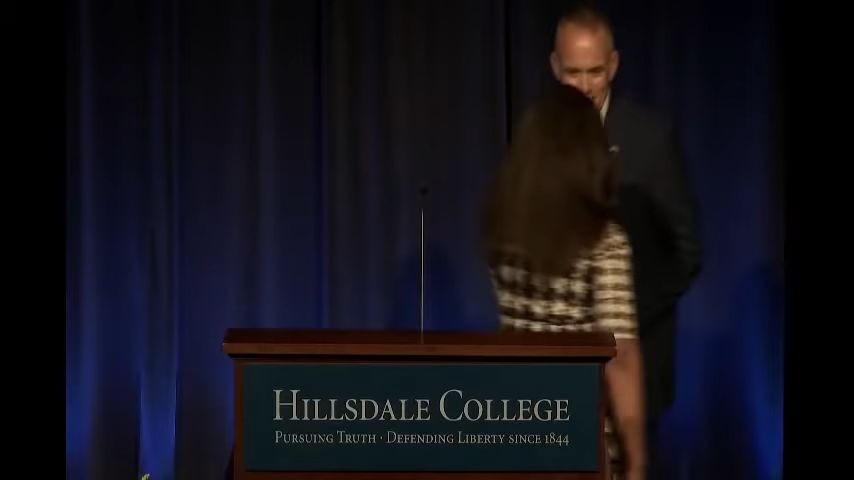 HILLSDALE COLLEGE
PURSUING TRUTH · DEFENDING LIBERTY SINCE 1844